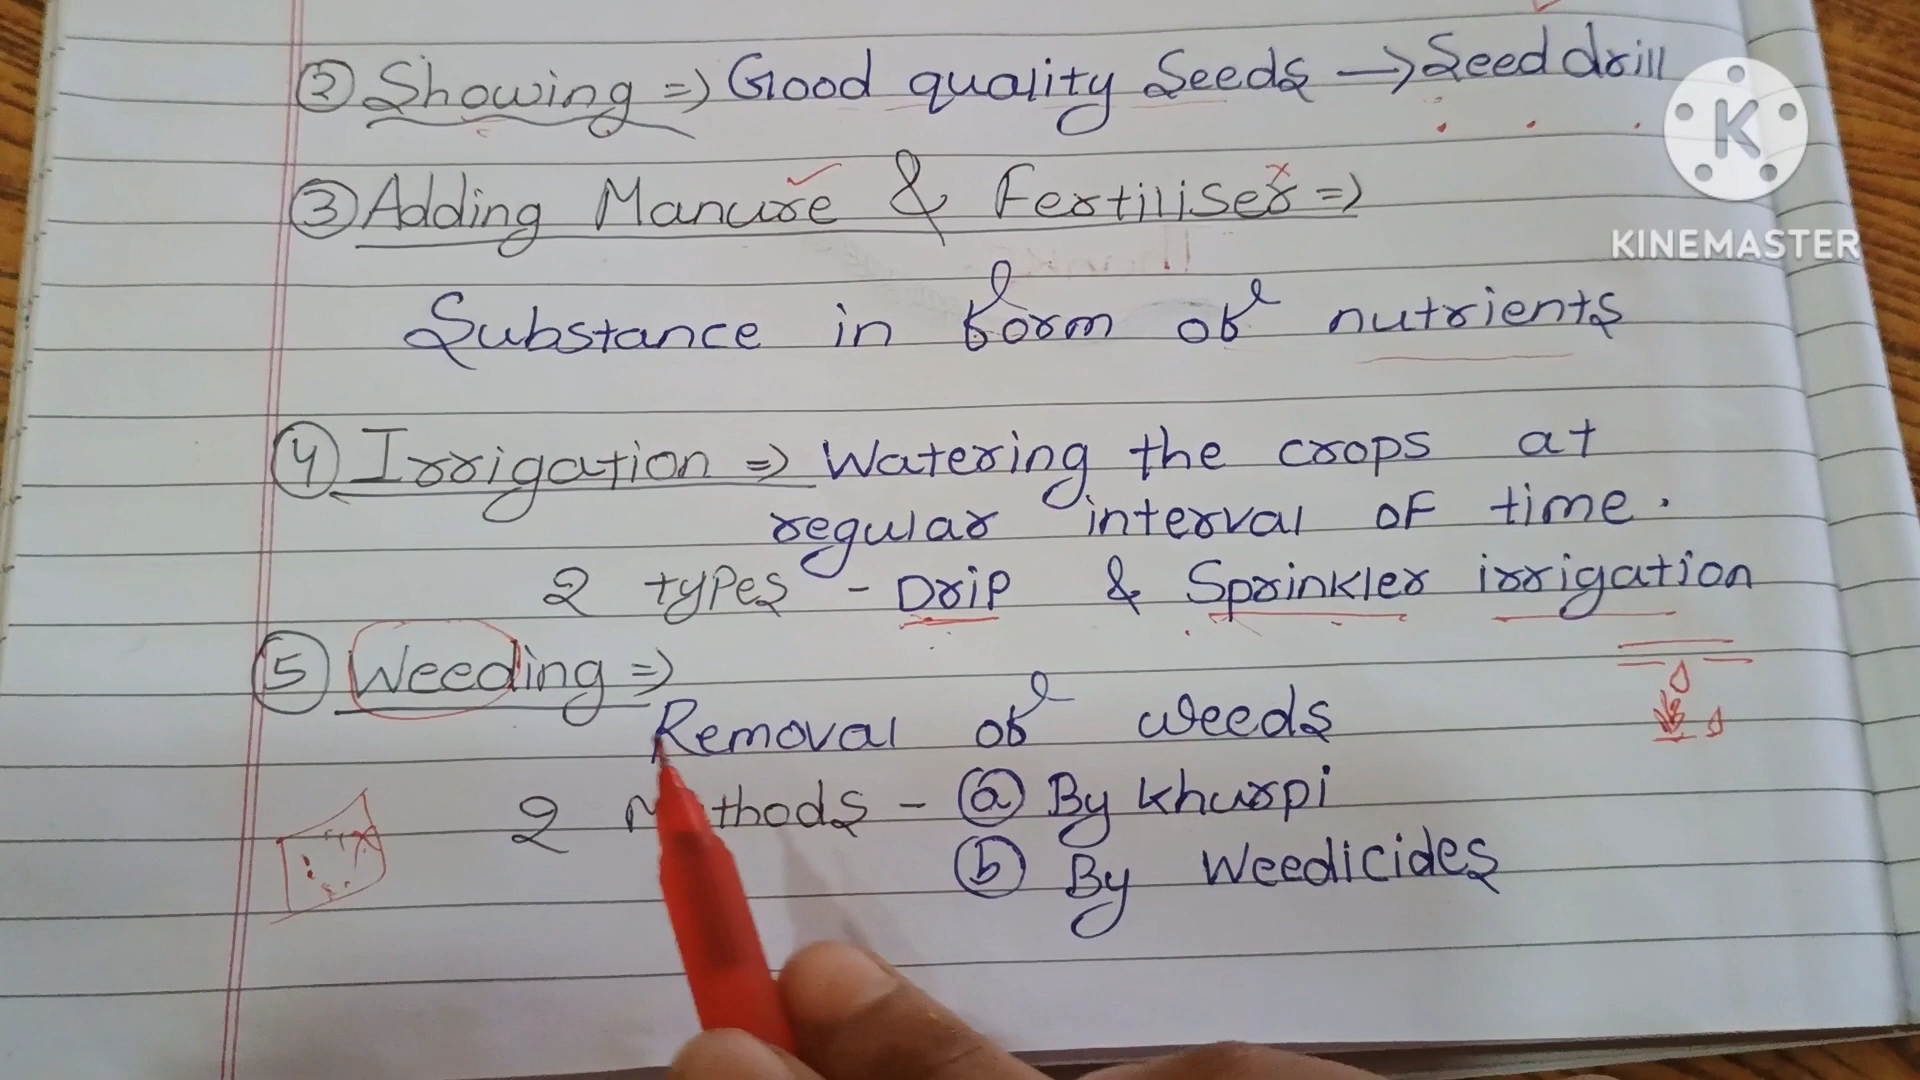 ② Showing => Good quality Seeds → Seed drill
③ Adding Manure & Fertiliser =>
Substance in form of nutrients
④ Irrigation => Watering the crops at
regular interval of time.
2 types - Drip & Sprinkler irrigation
⑤ Weeding =>
Removal of weeds
2 Methods - ⓐ By khurpi
ⓑ By Weedicides
K
KINEMASTER